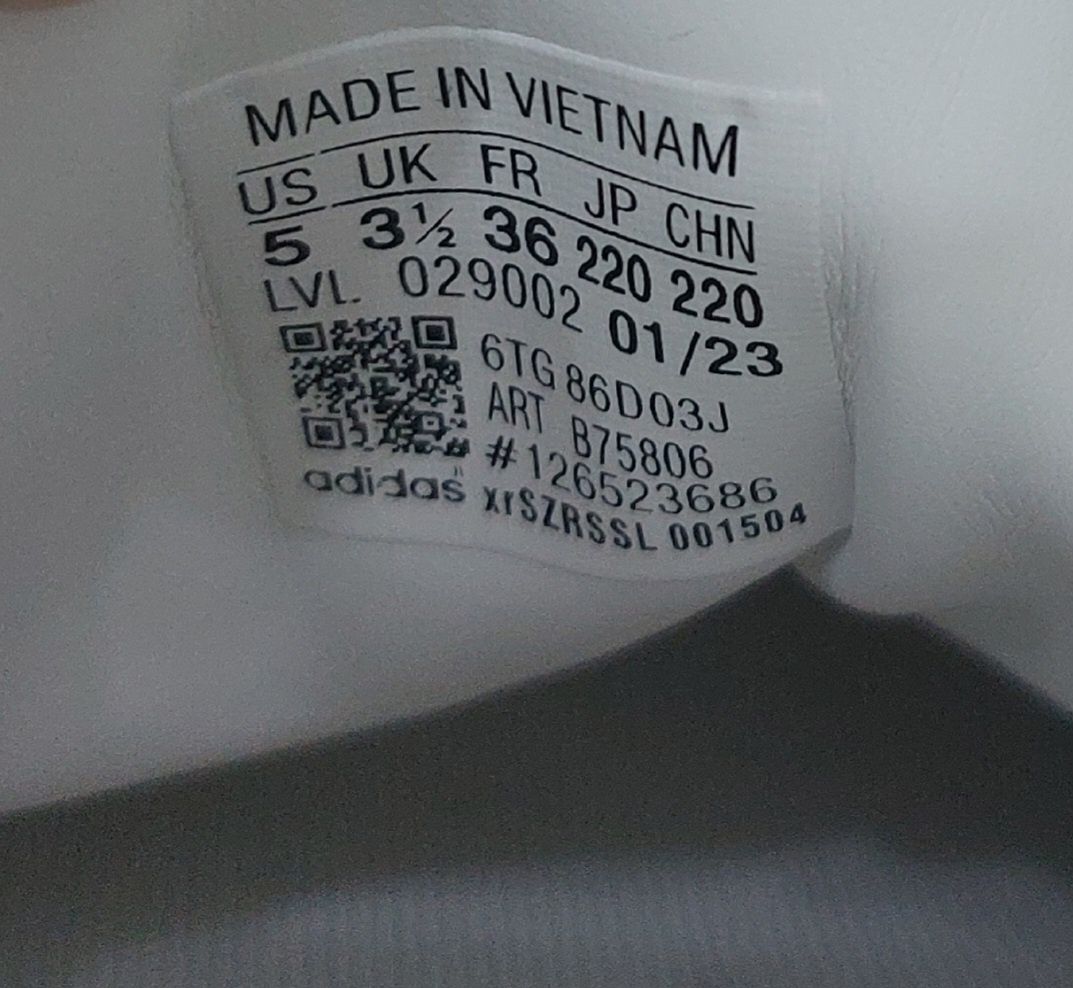 MADE IN VIETNAM
US UK FR JP CHN
5 3½ 36 220 220
LVL 029002 01/23
6TG 86D03J
ART B75806
#126523686
adidas xrSZRSSL 001504